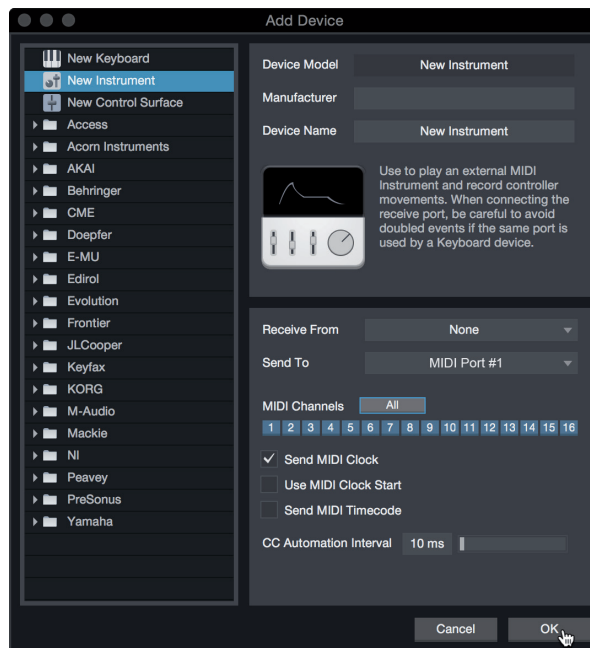 Add Device
New Keyboard
New Instrument
New Control Surface
Access
Acorn Instruments
AKAI
Behringer
CME
Doepfer
E-MU
Edirol
Evolution
Frontier
JLCooper
Keyfax
KORG
M-Audio
Mackie
NI
Peavey
PreSonus
Yamaha
Device Model New Instrument
Manufacturer
Device Name New Instrument
Use to play an external MIDI
Instrument and record controller
movements. When connecting the
receive port, be careful to avoid
doubled events if the same port is
used by a Keyboard device.
Receive From None
Send To MIDI Port #1
MIDI Channels All
1 2 3 4 5 6 7 8 9 10 11 12 13 14 15 16
Send MIDI Clock
Use MIDI Clock Start
Send MIDI Timecode
CC Automation Interval 10 ms
Cancel OK